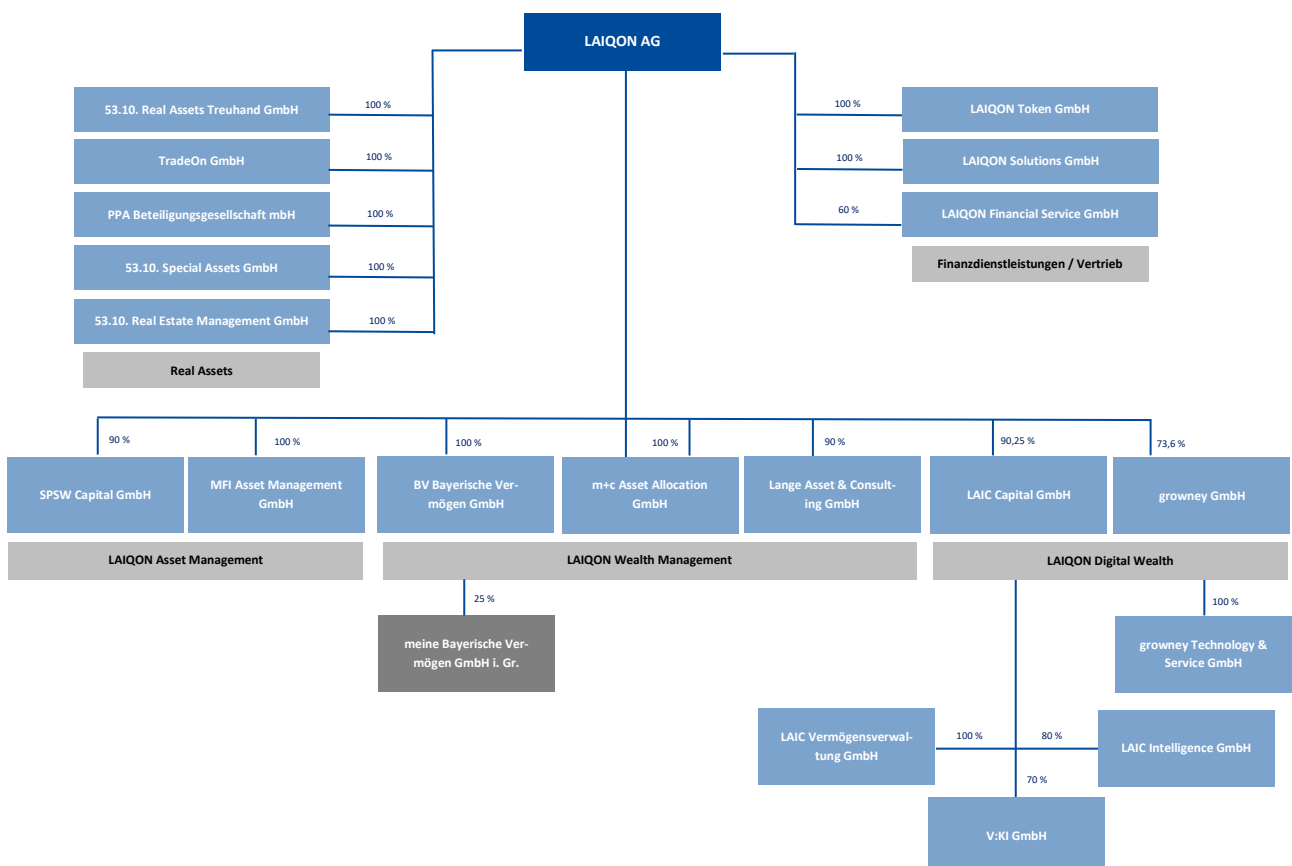 LAIQON AG
53.10. Real Assets Treuhand GmbH
100 %
TradeOn GmbH
100 %
PPA Beteiligungsgesellschaft mbH
100 %
53.10. Special Assets GmbH
100 %
53.10. Real Estate Management GmbH
100 %
Real Assets
100 %
LAIQON Token GmbH
100 %
LAIQON Solutions GmbH
60 %
LAIQON Financial Service GmbH
Finanzdienstleistungen / Vertrieb
90 %
100 %
100 %
100 %
90 %
90,25 %
73,6 %
SPSW Capital GmbH
MFI Asset Management
GmbH
BV Bayerische Ver-
mögen GmbH
m+c Asset Allocation
GmbH
Lange Asset & Consult-
ing GmbH
LAIC Capital GmbH
growney GmbH
LAIQON Asset Management
LAIQON Wealth Management
LAIQON Digital Wealth
25 %
100 %
meine Bayerische Ver-
mögen GmbH i. Gr.
growney Technology &
Service GmbH
LAIC Vermögensverwal-
tung GmbH
100 %
80 %
LAIC Intelligence GmbH
70 %
V:KI GmbH